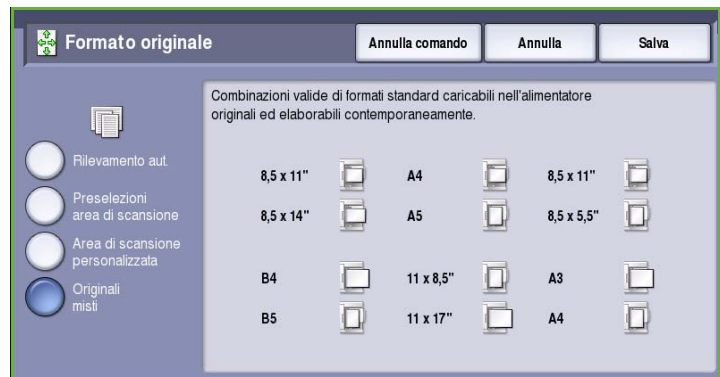 Formato originale
Annulla comando
Annulla
Salva
Combinazioni valide di formati standard caricabili nell'alimentatore
originali ed elaborabili contemporaneamente.
Rilevamento aut.
Preselezioni
area di scansione
Area di scansione
personalizzata
Originali
misti
8,5 x 11" A4 8,5 x 11"
8,5 x 14" A5 8,5 x 5,5"
B4 11 x 8,5" A3
B5 11 x 17" A4